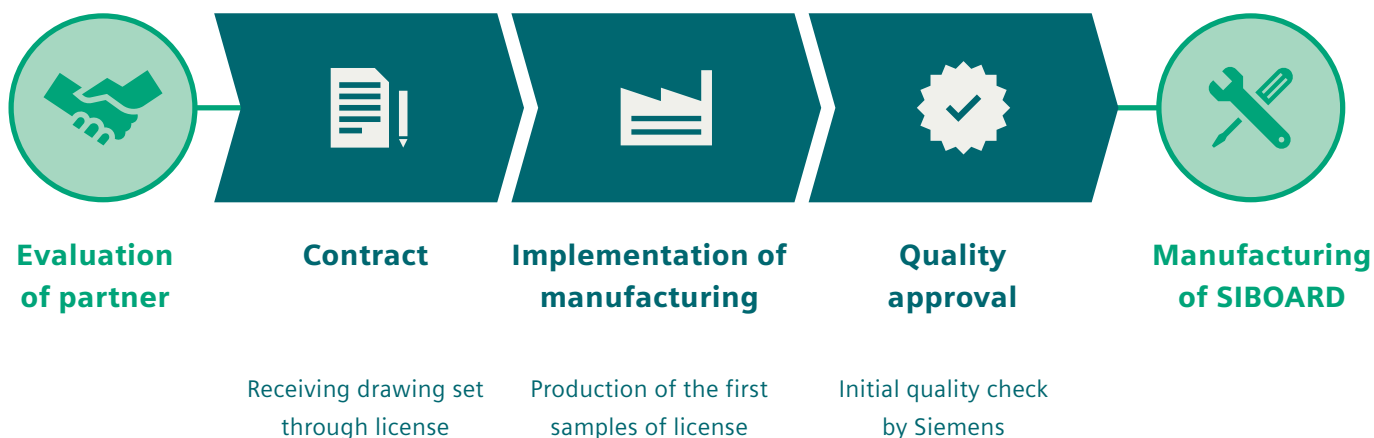 Evaluation
of partner
Contract
Implementation of
manufacturing
Quality
approval
Manufacturing
of SIBOARD
Receiving drawing set
through license
Production of the first
samples of license
Initial quality check
by Siemens